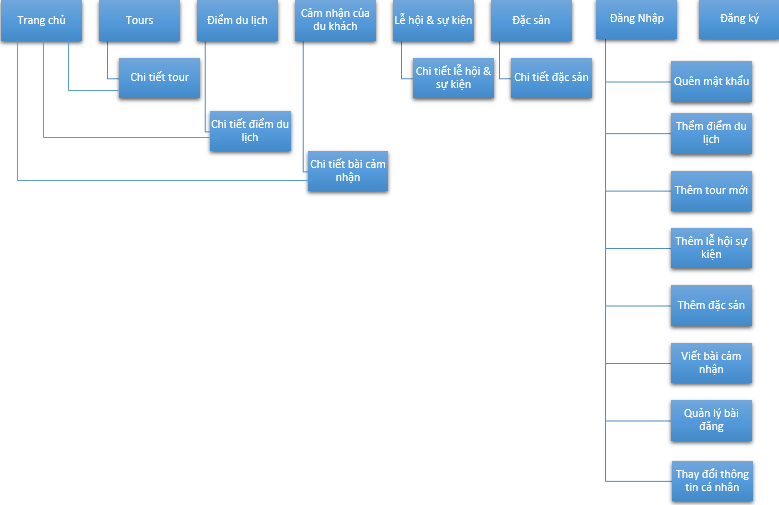 Trang chủ
Tours
Điểm du lịch
Cảm nhận của
du khách
Lễ hội & sự kiện
Đặc sản
Đăng Nhập
Đăng ký
Chi tiết tour
Chi tiết lễ hội &
sự kiện
Chi tiết đặc sản
Quên mật khẩu
Chi tiết điểm du
lịch
Thểm điểm du
lịch
Chi tiết bài cảm
nhận
Thêm tour mới
Thêm lễ hội sự
kiện
Thêm đặc sản
Viết bài cảm
nhận
Quản lý bài
đăng
Thay đổi thông
tin cá nhân